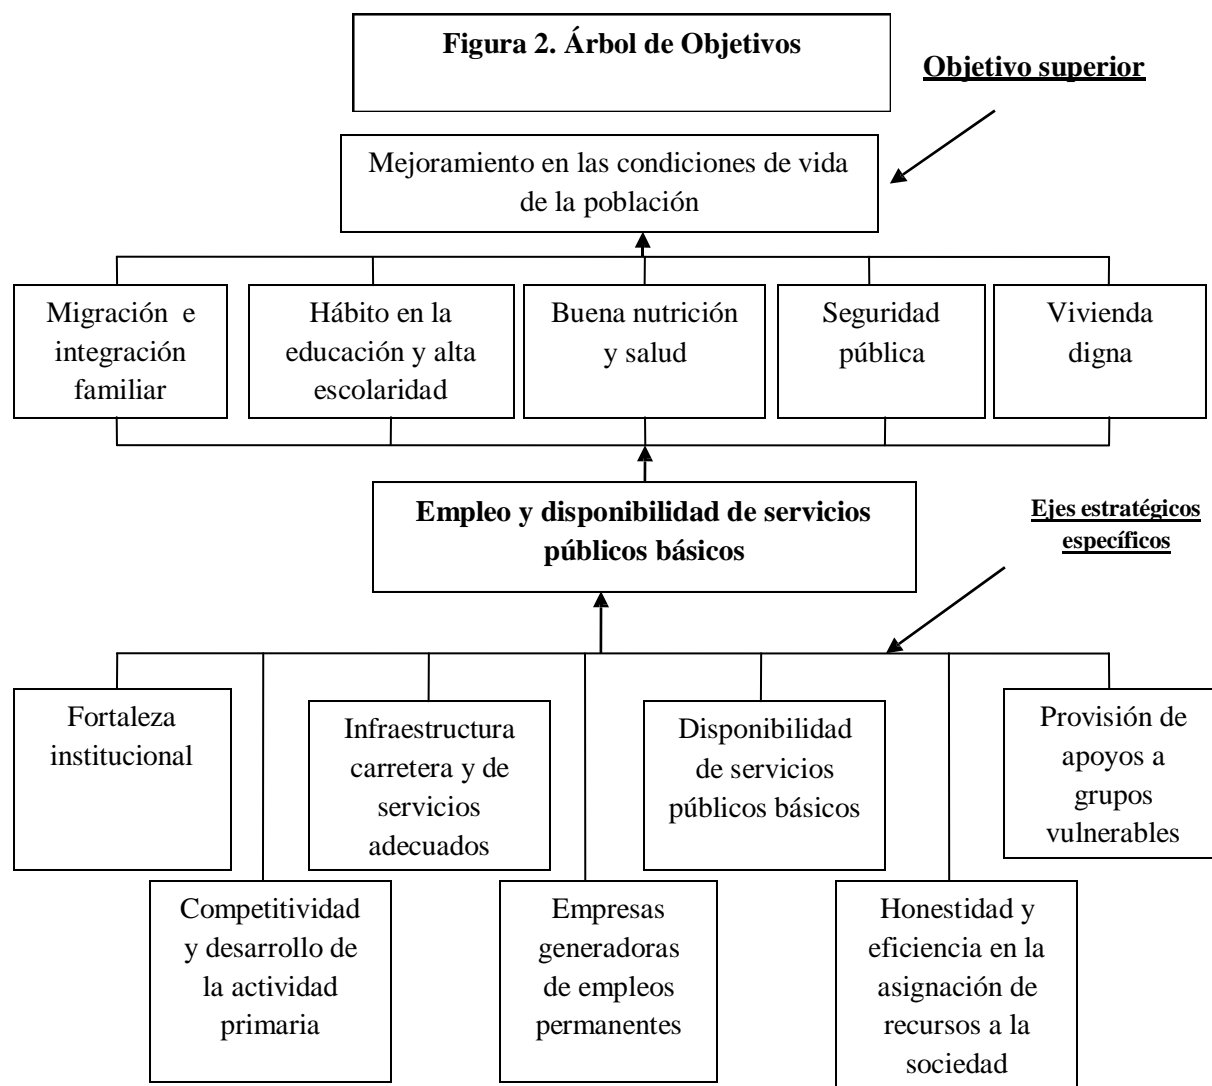 Figura 2. Árbol de Objetivos
Objetivo superior
Mejoramiento en las condiciones de vida
de la población
Migración e
integración
familiar
Hábito en la
educación y alta
escolaridad
Buena nutrición
y salud
Seguridad
pública
Vivienda
digna
Empleo y disponibilidad de servicios
públicos básicos
Ejes estratégicos
específicos
Fortaleza
institucional
Infraestructura
carretera y de
servicios
adecuados
Disponibilidad
de servicios
públicos básicos
Provisión de
apoyos a
grupos
vulnerables
Competitividad
y desarrollo de
la actividad
primaria
Empresas
generadoras
de empleos
permanentes
Honestidad y
eficiencia en la
asignación de
recursos a la
sociedad